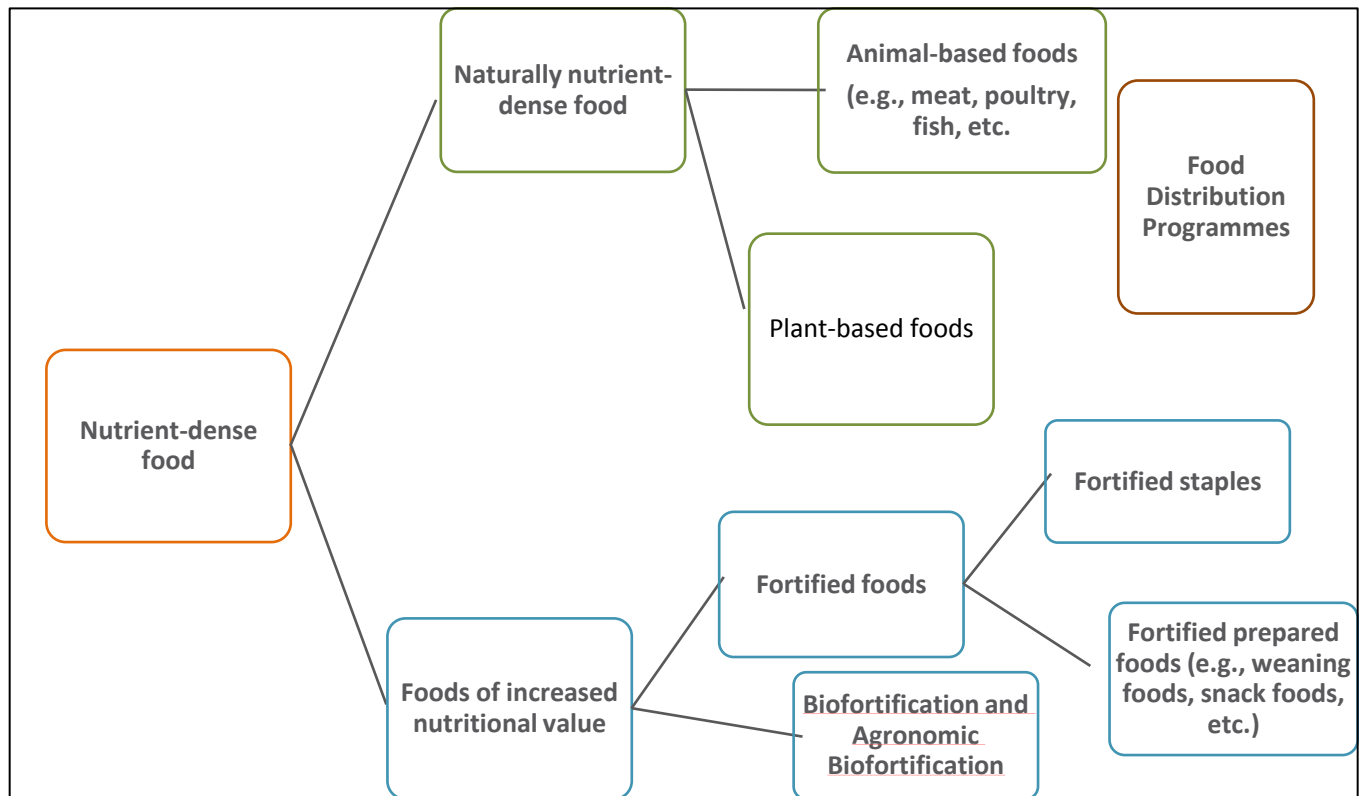 Naturally nutrient-
dense food
Animal-based foods
(e.g., meat, poultry,
fish, etc.
Food
Distribution
Programmes
Plant-based foods
Nutrient-dense
food
Fortified staples
Fortified foods
Fortified prepared
foods (e.g., weaning
foods, snack foods,
etc.)
Foods of increased
nutritional value
Biofortification and
Agronomic
Biofortification